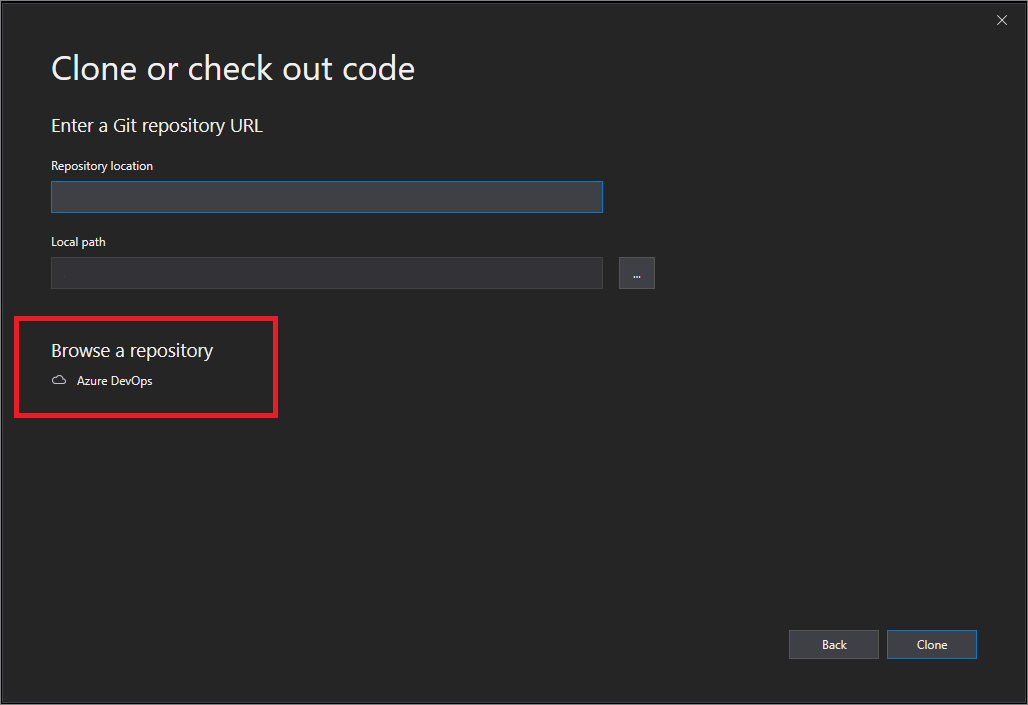 Clone or check out code
Enter a Git repository URL
Repository location
Local path
...
Browse a repository
Azure DevOps
Back
Clone